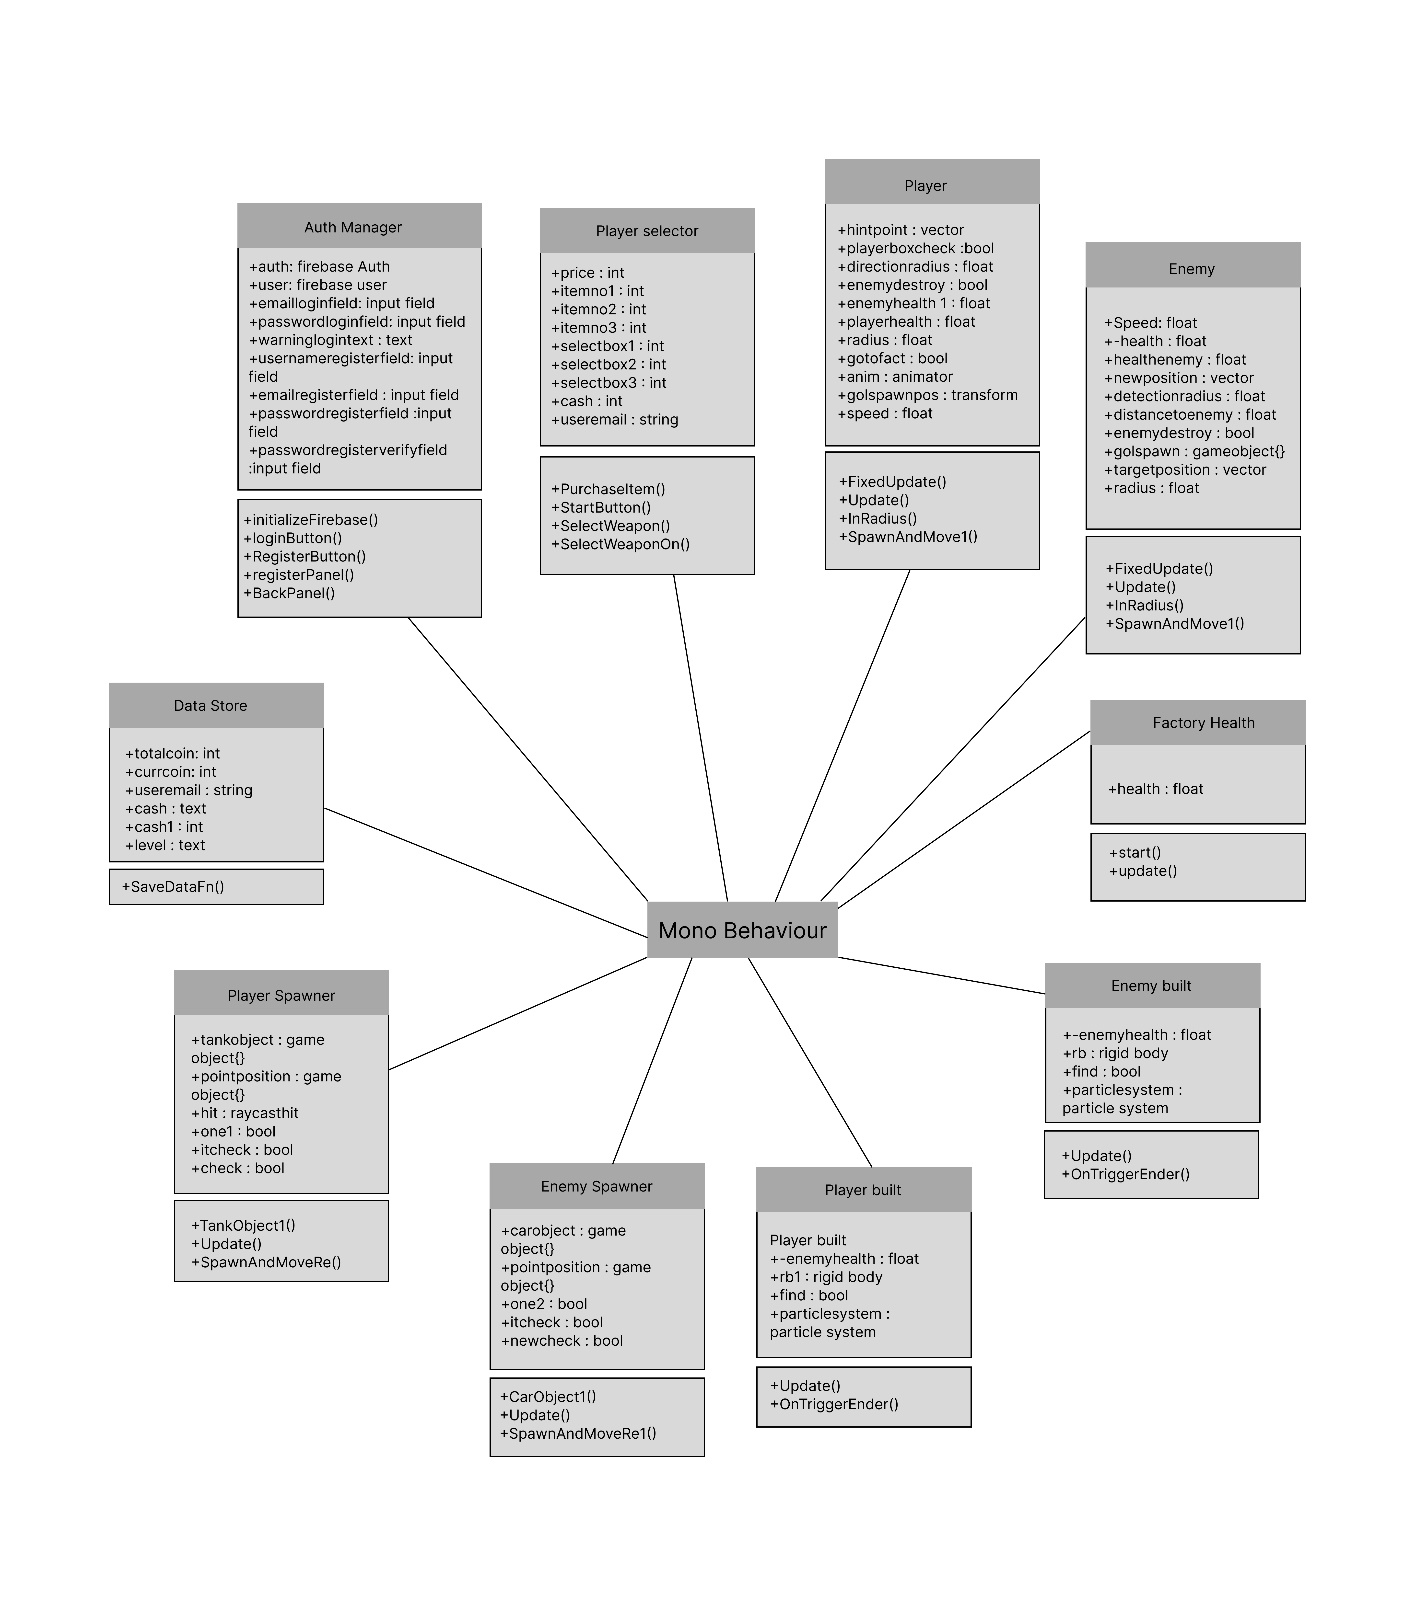 Auth Manager
+auth: firebase Auth
+user: firebase user
+emailloginfield: input field
+passwordloginfield: input field
+warninglogintext : text
+usernameregisterfield: input
field
+emailregisterfield : input field
+passwordregisterfield :input
field
+passwordregisterverifyfield
:input field
+initializeFirebase()
+loginButton()
+RegisterButton()
+registerPanel()
+BackPanel()
Player selector
+price : int
+itemno1 : int
+itemno2 : int
+itemno3 : int
+selectbox1 : int
+selectbox2 : int
+selectbox3 : int
+cash : int
+useremail : string
+PurchaseItem()
+StartButton()
+SelectWeapon()
+SelectWeaponOn()
Player
+hintpoint : vector
+playerboxcheck :bool
+directionradius : float
+enemydestroy : bool
+enemyhealth 1 : float
+playerhealth : float
+radius : float
+gotofact : bool
+anim : animator
+golspawnpos : transform
+speed : float
+FixedUpdate()
+Update()
+InRadius()
+SpawnAndMove1()
Enemy
+Speed: float
+-health : float
+healthenemy : float
+newposition : vector
+detectionradius : float
+distancetoenemy : float
+enemydestroy : bool
+golspawn : gameobject{}
+targetposition : vector
+radius : float
+FixedUpdate()
+Update()
+InRadius()
+SpawnAndMove1()
Data Store
+totalcoin: int
+currcoin: int
+useremail : string
+cash : text
+cash1 : int
+level : text
+SaveDataFn()
Factory Health
+health : float
+start()
+update()
Mono Behaviour
Player Spawner
+tankobject : game
object{}
+pointposition : game
object{}
+hit : raycasthit
+one1 : bool
+itcheck : bool
+check : bool
+TankObject1()
+Update()
+SpawnAndMoveRe()
Enemy Spawner
+carobject : game
object{}
+pointposition : game
object{}
+one2 : bool
+itcheck : bool
+newcheck : bool
+CarObject1()
+Update()
+SpawnAndMoveRe1()
Player built
Player built
+-enemyhealth : float
+rb1 : rigid body
+find : bool
+particlesystem :
particle system
+Update()
+OnTriggerEnder()
Enemy built
+-enemyhealth : float
+rb : rigid body
+find : bool
+particlesystem :
particle system
+Update()
+OnTriggerEnder()